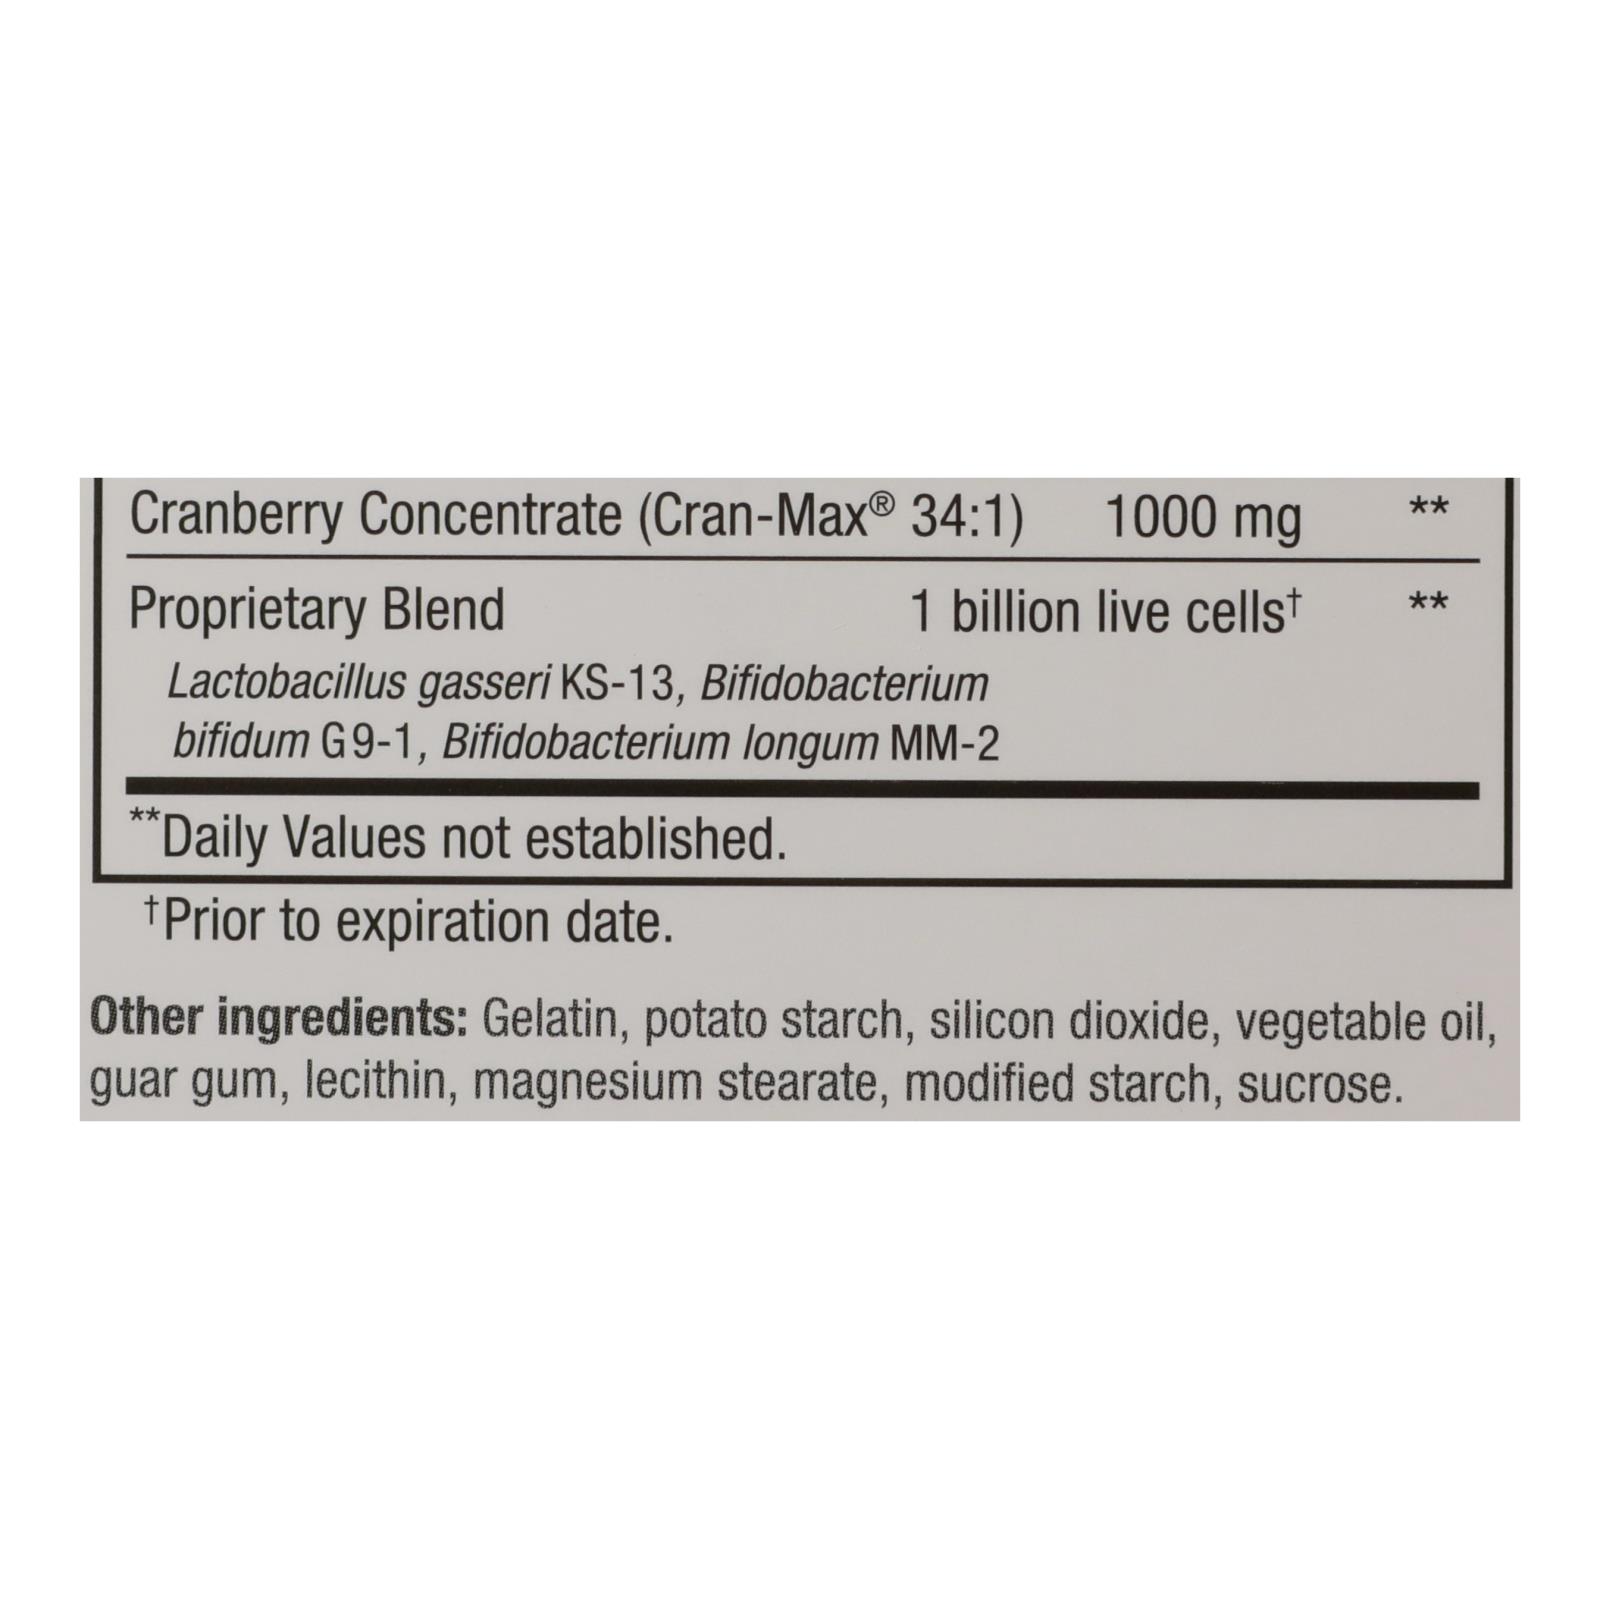 Cranberry Concentrate (Cran-Max® 34:1) 1000 mg **
Proprietary Blend 1 billion live cells† **
Lactobacillus gasseri KS-13, Bifidobacterium
bifidum G9-1, Bifidobacterium longum MM-2
**Daily Values not established.
†Prior to expiration date.
Other ingredients: Gelatin, potato starch, silicon dioxide, vegetable oil,
guar gum, lecithin, magnesium stearate, modified starch, sucrose.